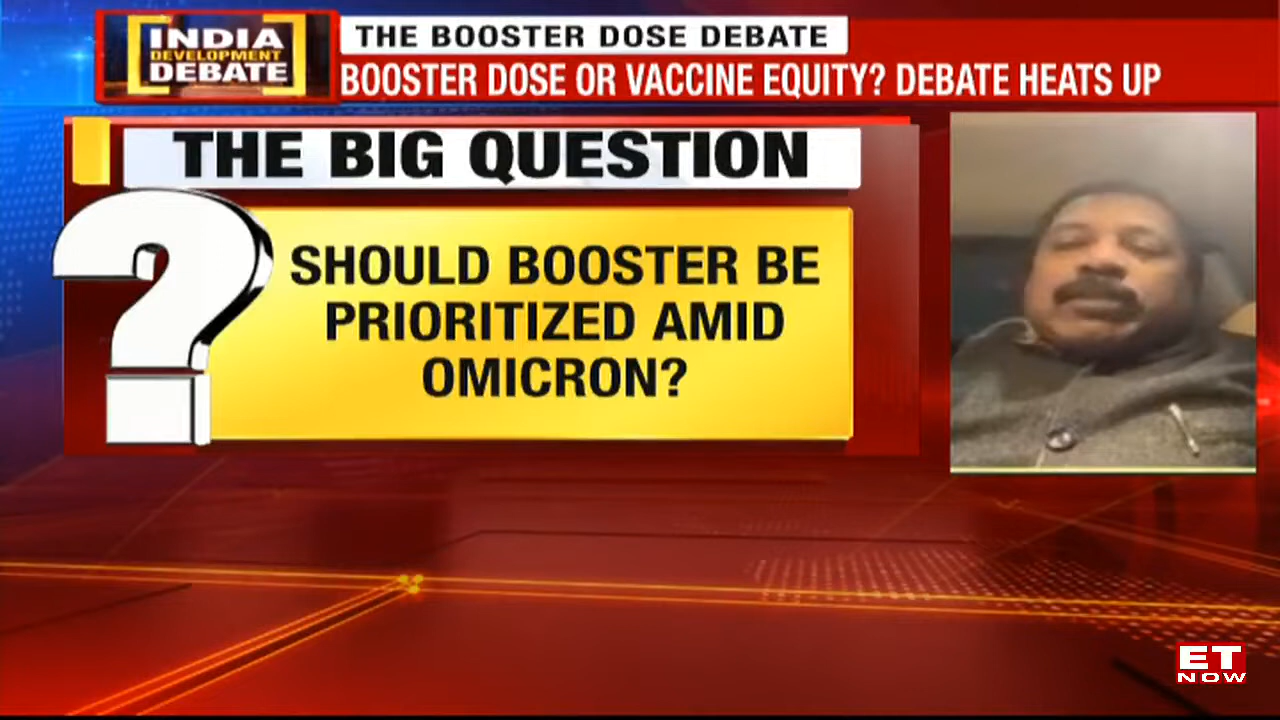 INDIA
DEVELOPMENT
DEBATE
THE BOOSTER DOSE DEBATE
BOOSTER DOSE OR VACCINE EQUITY? DEBATE HEATS UP
THE BIG QUESTION
?
SHOULD BOOSTER BE
PRIORITIZED AMID
OMICRON?
ET
NOW